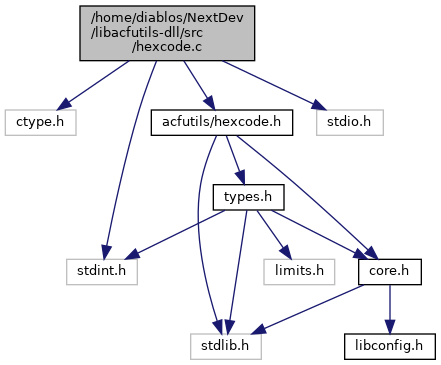 /home/diablos/NextDev
/libacfutils-dll/src
/hexcode.c
ctype.h
acfutils/hexcode.h
stdio.h
types.h
stdint.h
limits.h
core.h
stdlib.h
libconfig.h